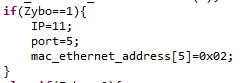 if(Zybo==1){
    IP=11;
    port=5;
    mac_ethernet_address[5]=0x02;
}